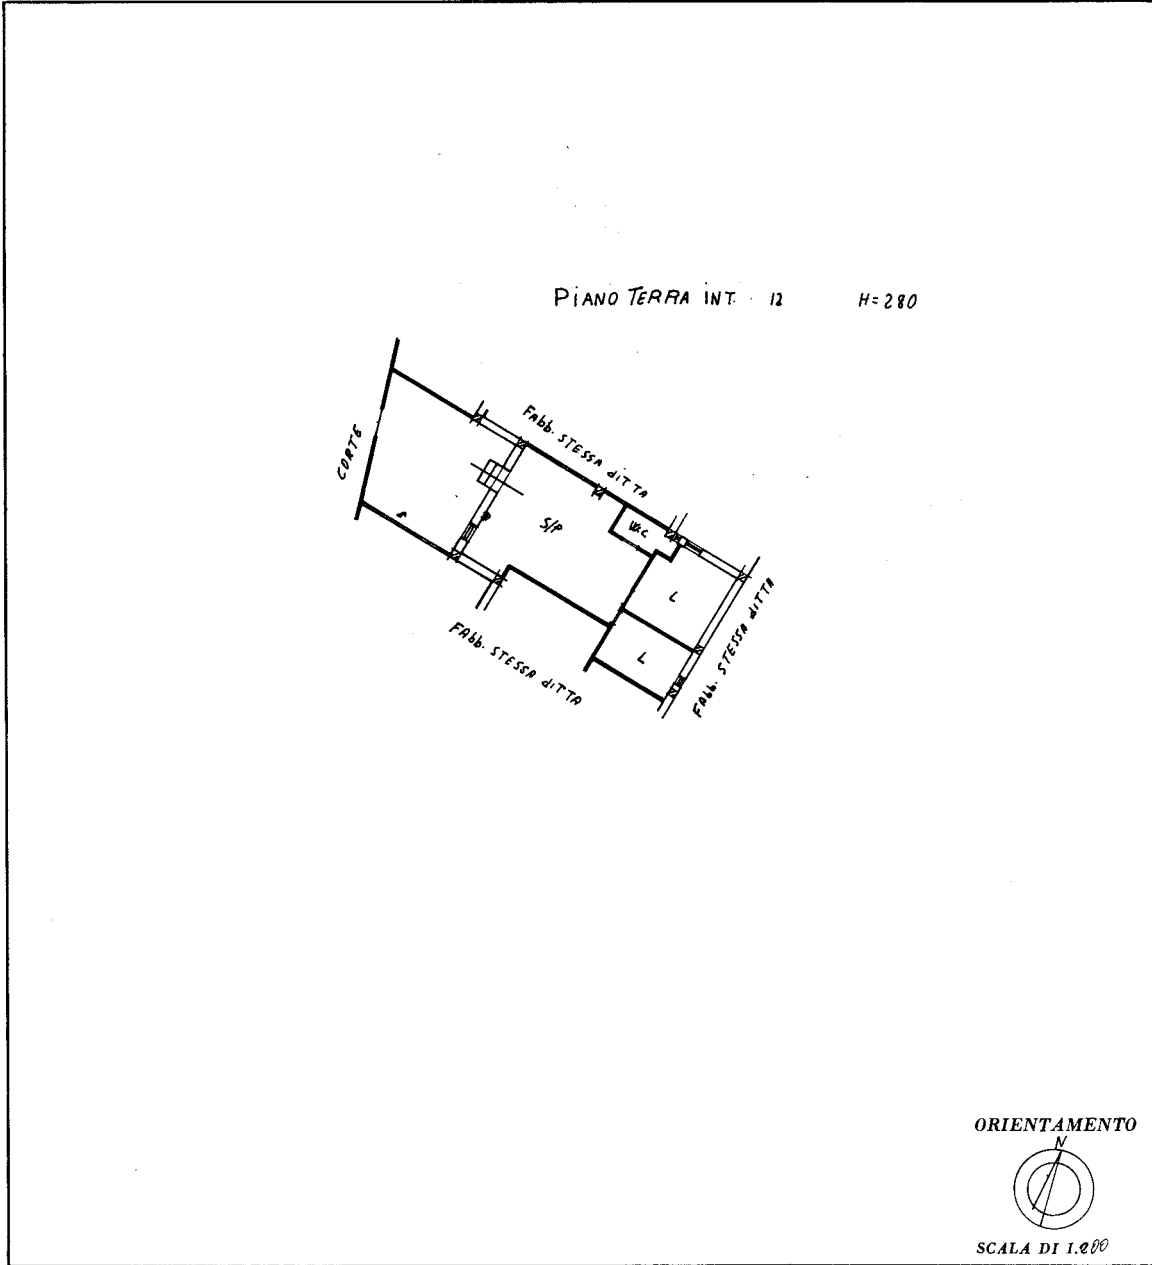 PIANO TERRA INT. 12 H=280
CORTE
FAbb. STESSA diTTA
S/P
W.C
L
L
FAbb. STESSA diTTA
FAbb. STESSA diTTA
ORIENTAMENTO
N
SCALA DI 1.200